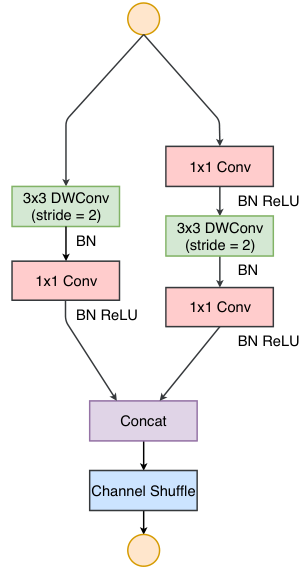 1x1 Conv
BN ReLU
3x3 DWConv
(stride = 2)
BN
1x1 Conv
BN ReLU
3x3 DWConv
(stride = 2)
BN
1x1 Conv
BN ReLU
Concat
Channel Shuffle